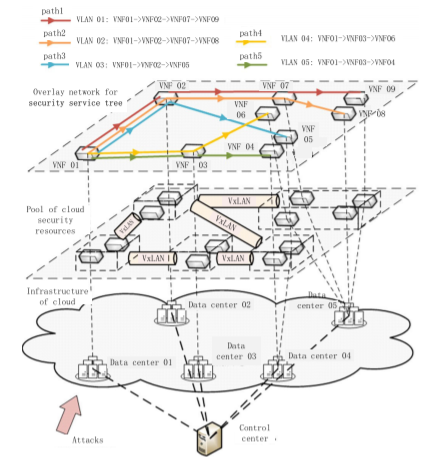 path1
VLAN 01: VNF01->VNF02->VNF07->VNF09
path2
VLAN 02: VNF01->VNF02->VNF07->VNF08
path4
VLAN 04: VNF01->VNF03->VNF06
path3
VLAN 03: VNF01->VNF02->VNF05
path5
VLAN 05: VNF01->VNF03->VNF04
Overlay network for
security service tree
VNF 02
VNF 07
VNF 09
VNF
06
VNF 08
VNF
05
VNF 04
VNF 01
VNF 03
Pool of cloud
security
resources
VxLAN
VxLAN
VxLAN
VxLAN
VxLAN
Infrastructure
of cloud
Data center 02
Data
center 05
Data center 01
Data
center 03
Data center 04
Attacks
Control
center